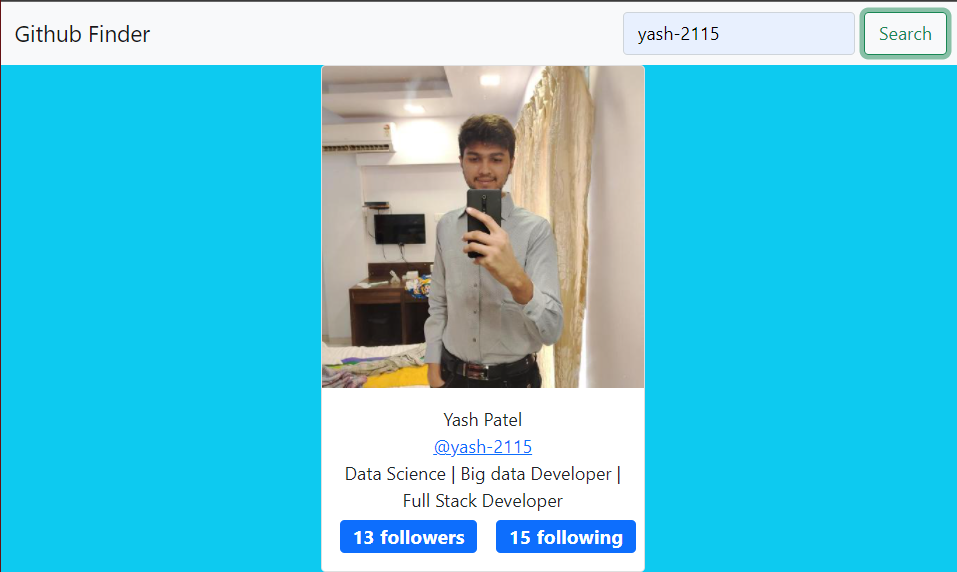 Github Finder
yash-2115
Search
Yash Patel
@yash-2115
Data Science | Big data Developer |
Full Stack Developer
13 followers
15 following